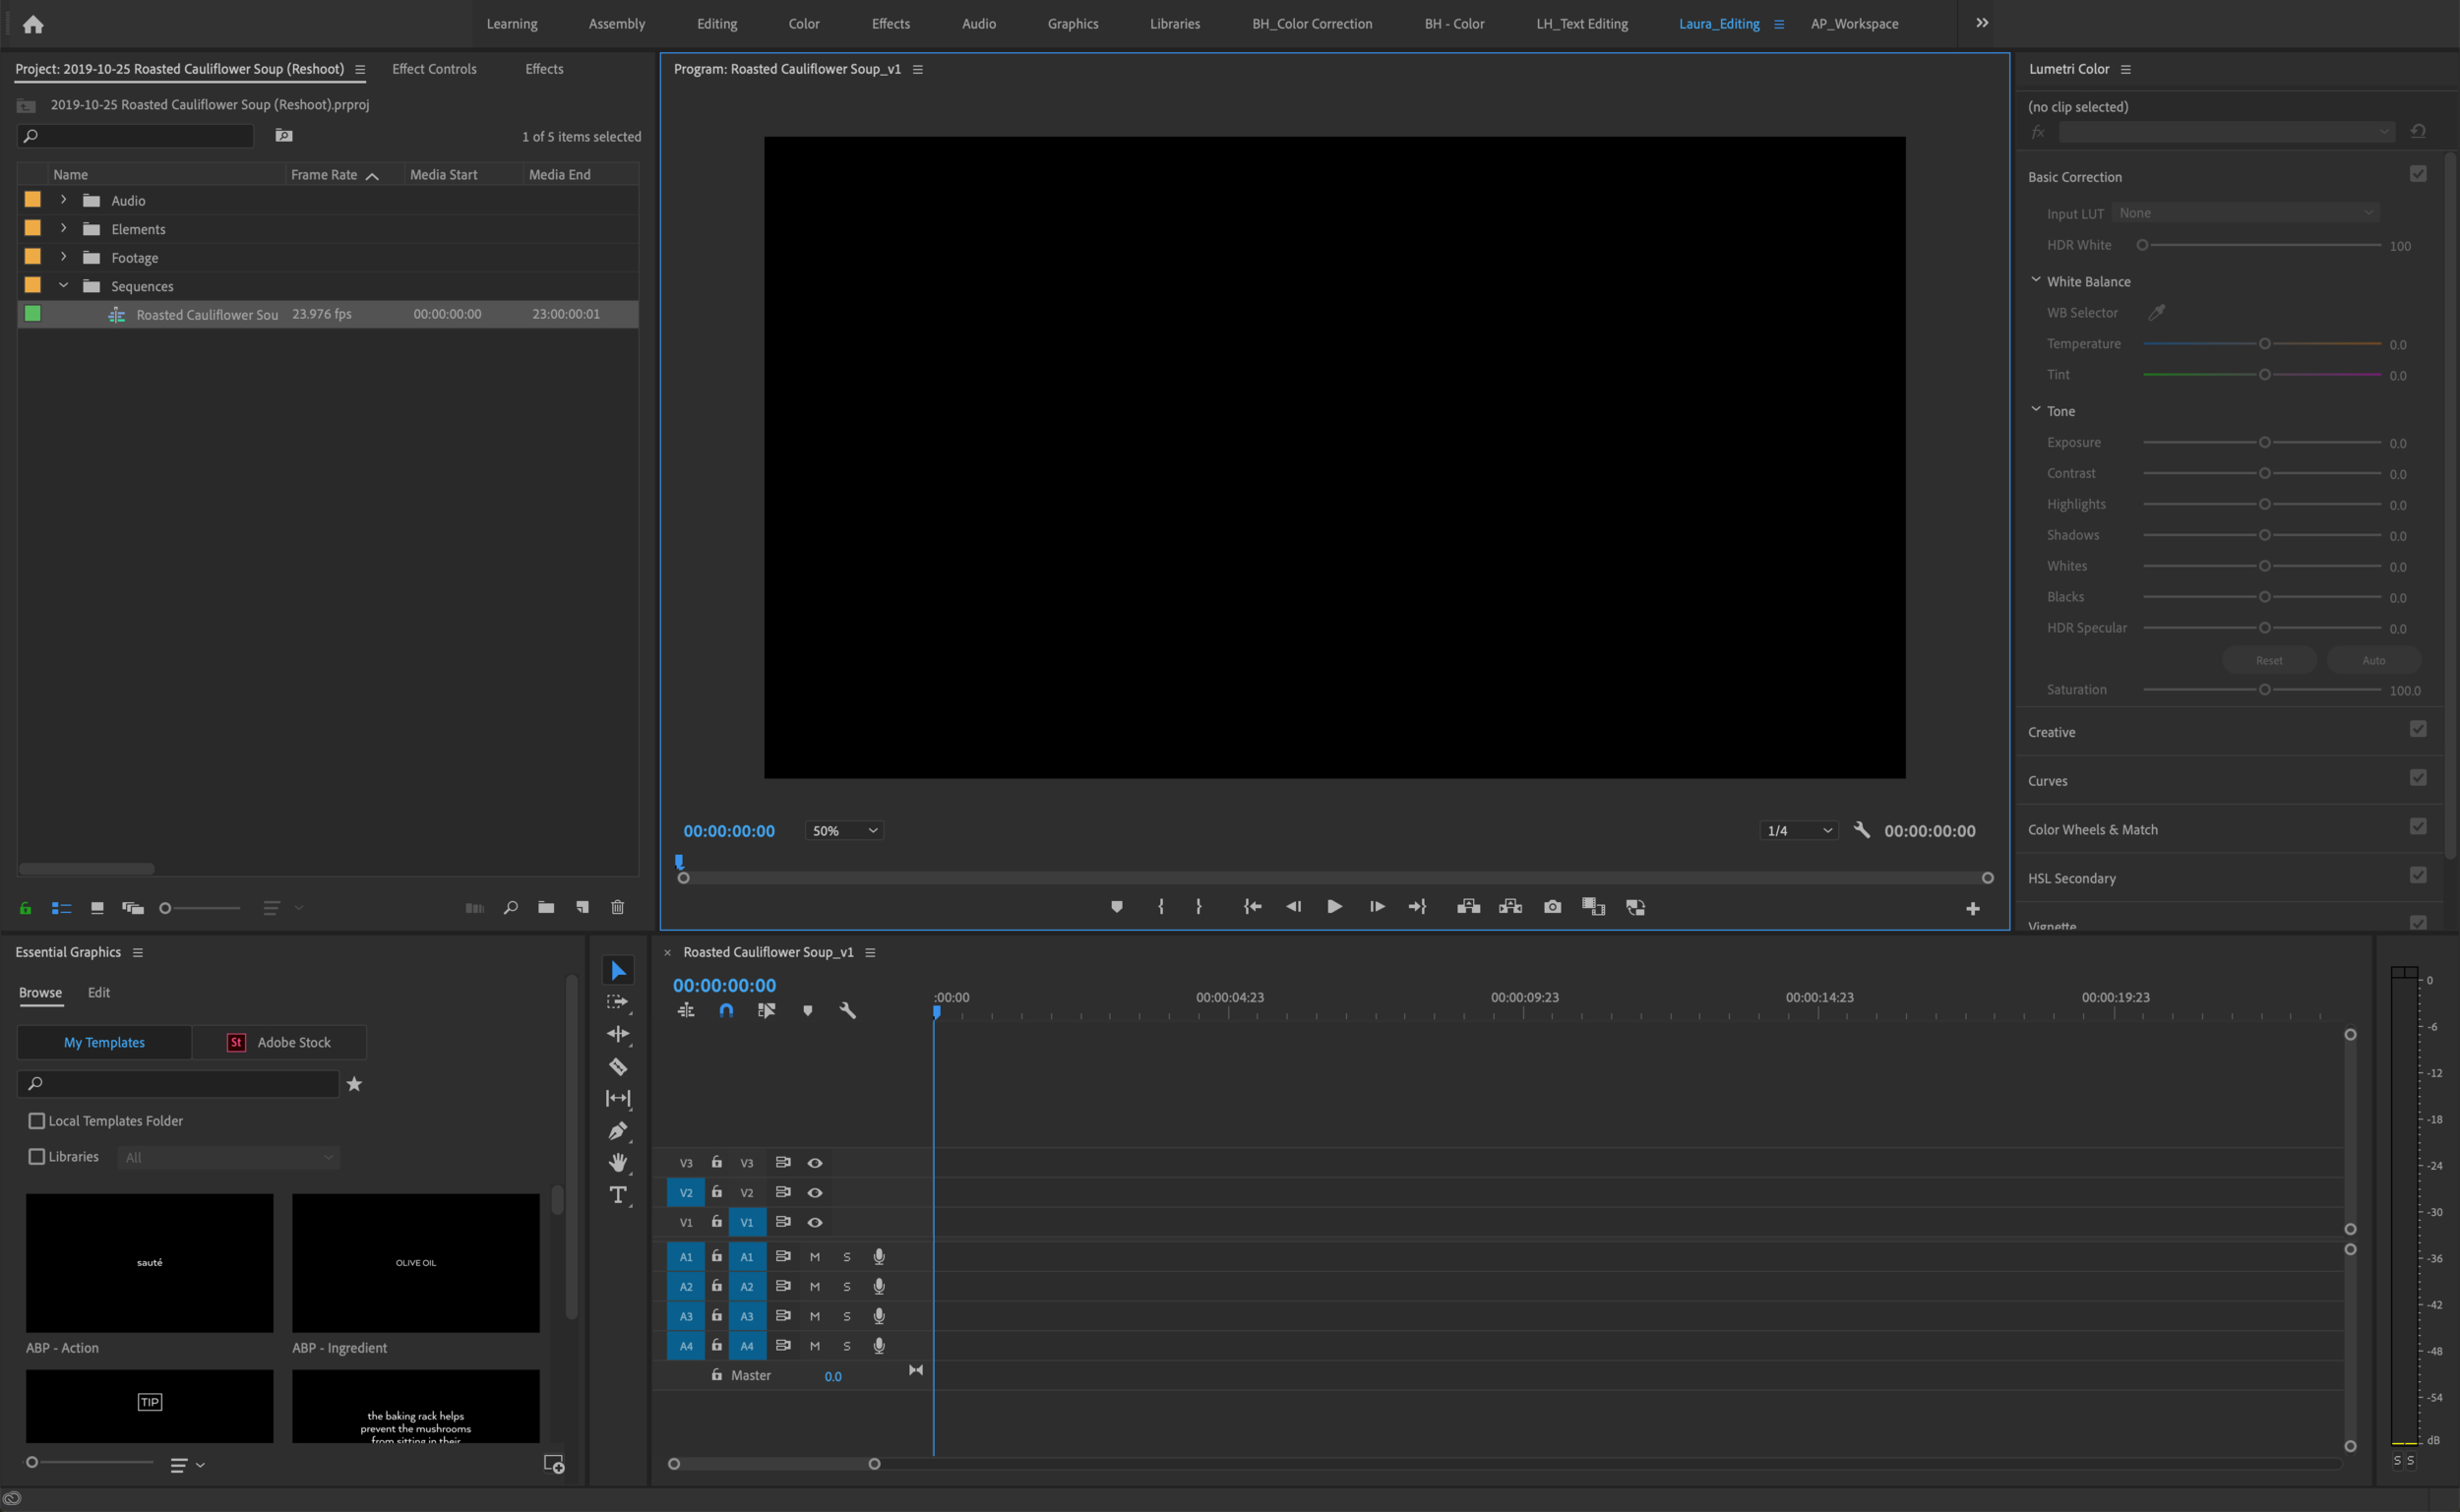 Learning Assembly Editing Color Effects Audio Graphics Libraries BH_Color Correction BH - Color LH_Text Editing Laura_Editing AP_Workspace
Project: 2019-10-25 Roasted Cauliflower Soup (Reshoot) Effect Controls Effects
2019-10-25 Roasted Cauliflower Soup (Reshoot).prproj
1 of 5 items selected
Name Frame Rate Media Start Media End
Audio
Elements
Footage
Sequences
Roasted Cauliflower Sou 23.976 fps 00:00:00:00 23:00:00:01
Program: Roasted Cauliflower Soup_v1
00:00:00:00 50% 1/4 00:00:00:00
Lumetri Color
(no clip selected)
fx
Basic Correction
Input LUT None
HDR White 100
White Balance
WB Selector
Temperature 0.0
Tint 0.0
Tone
Exposure 0.0
Contrast 0.0
Highlights 0.0
Shadows 0.0
Whites 0.0
Blacks 0.0
HDR Specular 0.0
Reset Auto
Saturation 100.0
Creative
Curves
Color Wheels & Match
HSL Secondary
Vignette
Essential Graphics
Browse Edit
My Templates St Adobe Stock
Local Templates Folder
Libraries All
sauté
OLIVE OIL
ABP - Action
ABP - Ingredient
TIP
the baking rack helps
prevent the mushrooms
from sitting in their
T
Roasted Cauliflower Soup_v1
00:00:00:00
:00:00 00:00:04:23 00:00:09:23 00:00:14:23 00:00:19:23
V3 V3
V2 V2
V1 V1
A1 A1 M S
A2 A2 M S
A3 A3 M S
A4 A4 M S
Master 0.0
0
-6
-12
-18
-24
-30
-36
-42
-48
-54
dB
S S